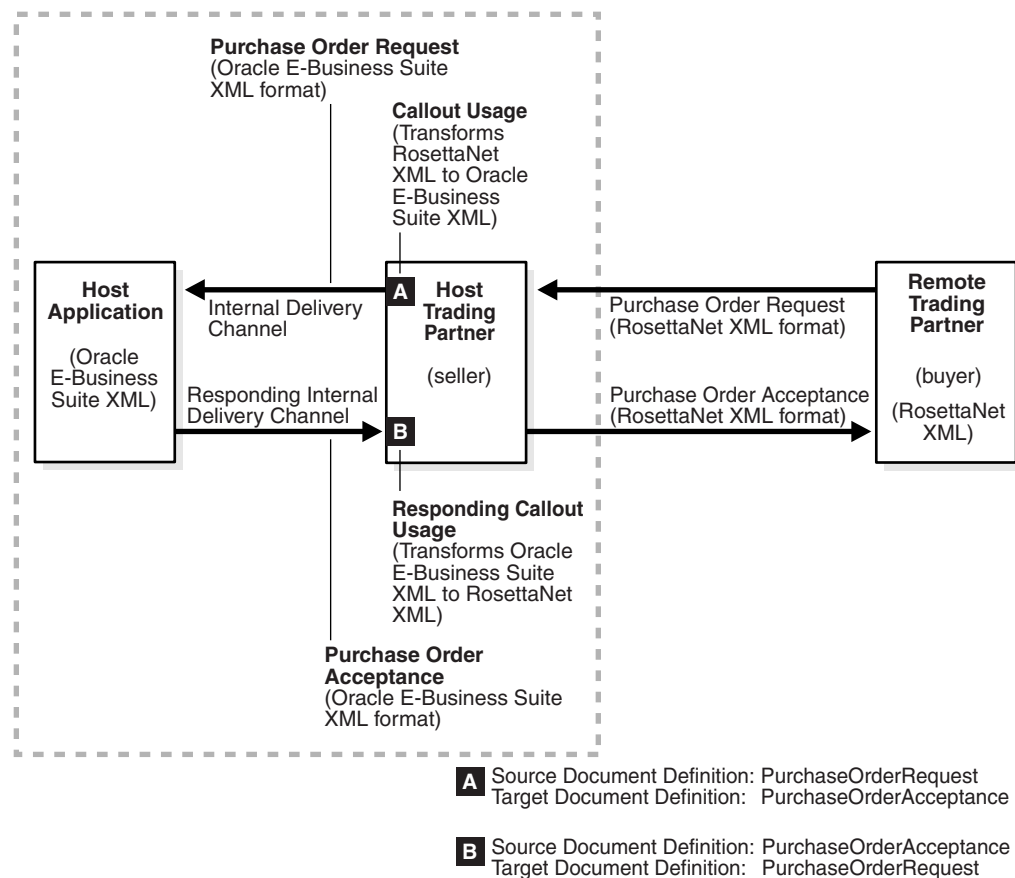 Purchase Order Request
(Oracle E-Business Suite
XML format)
Callout Usage
(Transforms
RosettaNet
XML to Oracle
E-Business
Suite XML)
Host
Application
(Oracle
E-Business
Suite XML)
Internal Delivery
Channel
Responding Internal
Delivery Channel
A
Host
Trading
Partner
(seller)
B
Purchase Order Request
(RosettaNet XML format)
Purchase Order Acceptance
(RosettaNet XML format)
Remote
Trading
Partner
(buyer)
(RosettaNet
XML)
Responding Callout
Usage
(Transforms Oracle
E-Business Suite
XML to RosettaNet
XML)
Purchase Order
Acceptance
(Oracle E-Business Suite
XML format)
A Source Document Definition: PurchaseOrderRequest
Target Document Definition: PurchaseOrderAcceptance
B Source Document Definition: PurchaseOrderAcceptance
Target Document Definition: PurchaseOrderRequest